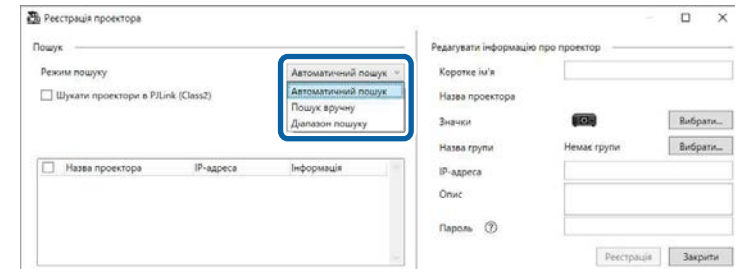 Реєстрація проектора
Пошук
Режим пошуку
Автоматичний пошук
Автоматичний пошук
Пошук вручну
Діапазон пошуку
Шукати проектори в PJLink (Class2)
Назва проектора IP-адреса Інформація
Редагувати інформацію про проектор
Коротке ім'я
Назва проектора
Значки Вибрати...
Назва групи Немає групи Вибрати...
IP-адреса
Опис
Пароль ?
Реєстрація Закрити